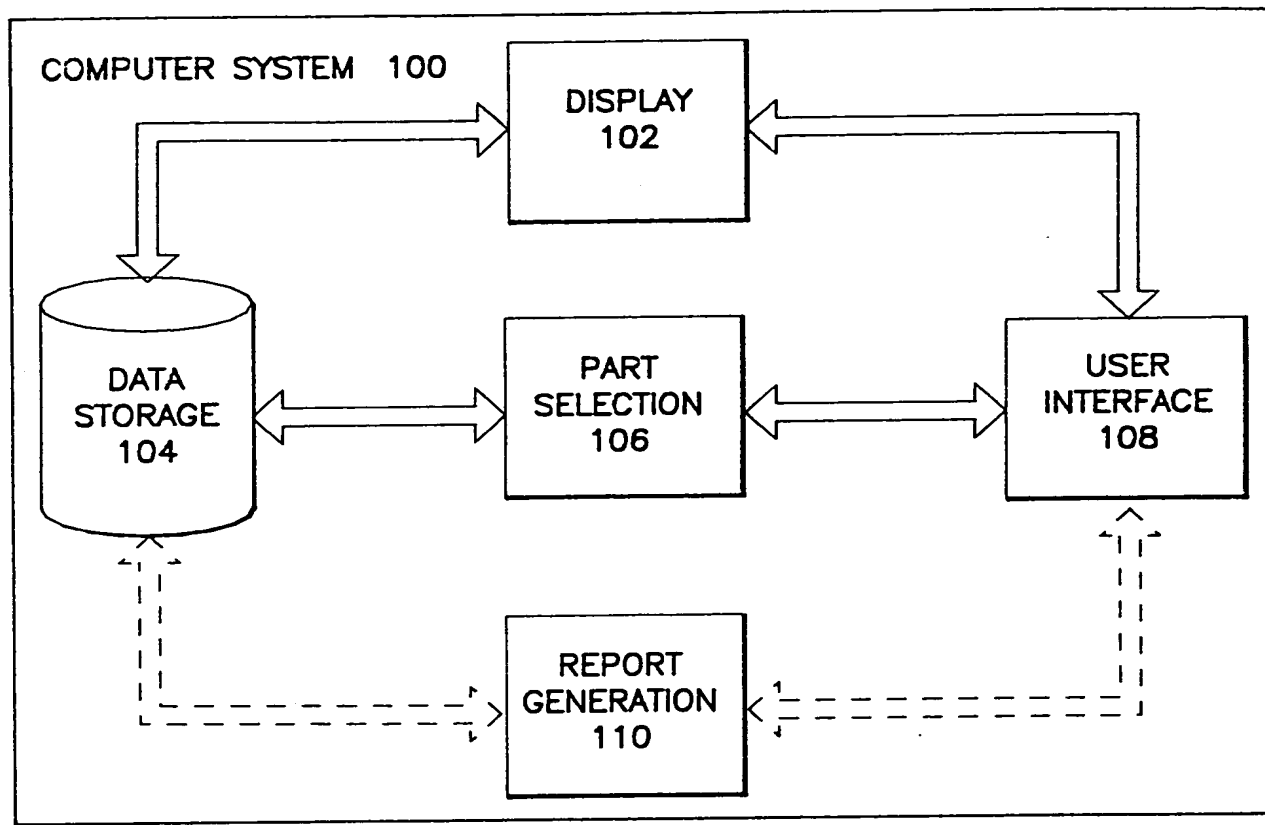 COMPUTER SYSTEM 100
DISPLAY
102
DATA
STORAGE
104
PART
SELECTION
106
USER
INTERFACE
108
REPORT
GENERATION
110